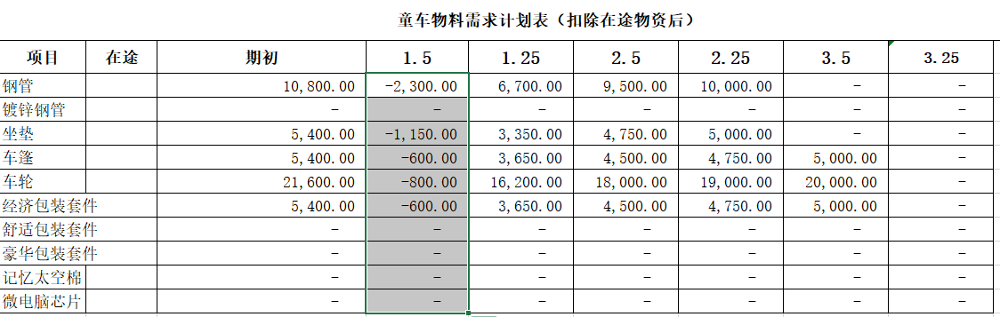 童车物料需求计划表（扣除在途物资后）
项目 在途 期初 1.5 1.25 2.5 2.25 3.5 3.25
钢管 10,800.00 -2,300.00 6,700.00 9,500.00 10,000.00 - -
镀锌钢管 - - - - - - -
坐垫 5,400.00 -1,150.00 3,350.00 4,750.00 5,000.00 - -
车篷 5,400.00 -600.00 3,650.00 4,500.00 4,750.00 5,000.00 -
车轮 21,600.00 -800.00 16,200.00 18,000.00 19,000.00 20,000.00 -
经济包装套件 5,400.00 -600.00 3,650.00 4,500.00 4,750.00 5,000.00 -
舒适包装套件 - - - - - - -
豪华包装套件 - - - - - - -
记忆太空棉 - - - - - - -
微电脑芯片 - - - - - - -